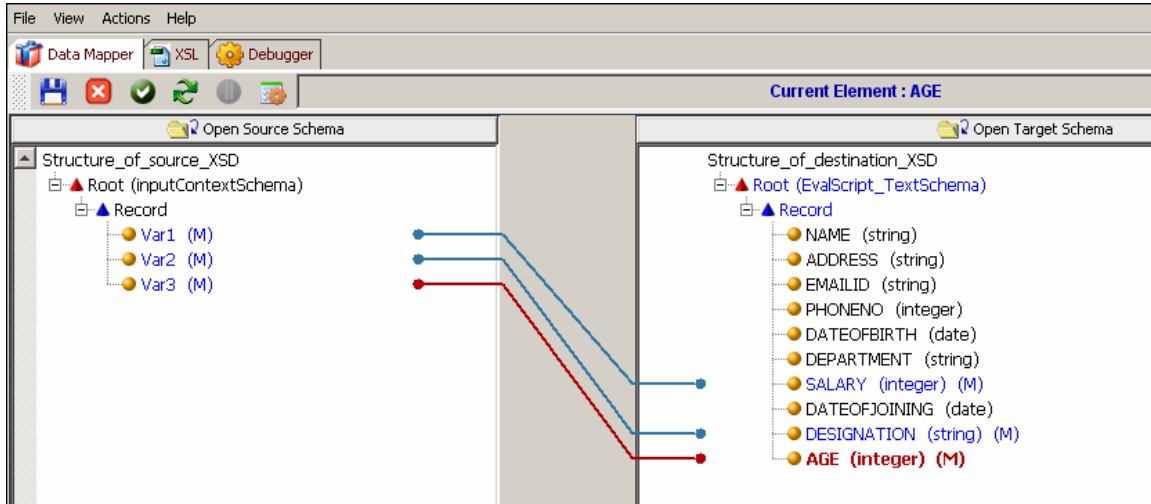 File View Actions Help
Data Mapper XSL Debugger
Current Element : AGE
Open Source Schema
Structure_of_source_XSD
Root (inputContextSchema)
Record
Var1 (M)
Var2 (M)
Var3 (M)
Open Target Schema
Structure_of_destination_XSD
Root (EvalScript_TextSchema)
Record
NAME (string)
ADDRESS (string)
EMAILID (string)
PHONENO (integer)
DATEOFBIRTH (date)
DEPARTMENT (string)
SALARY (integer) (M)
DATEOFJOINING (date)
DESIGNATION (string) (M)
AGE (integer) (M)